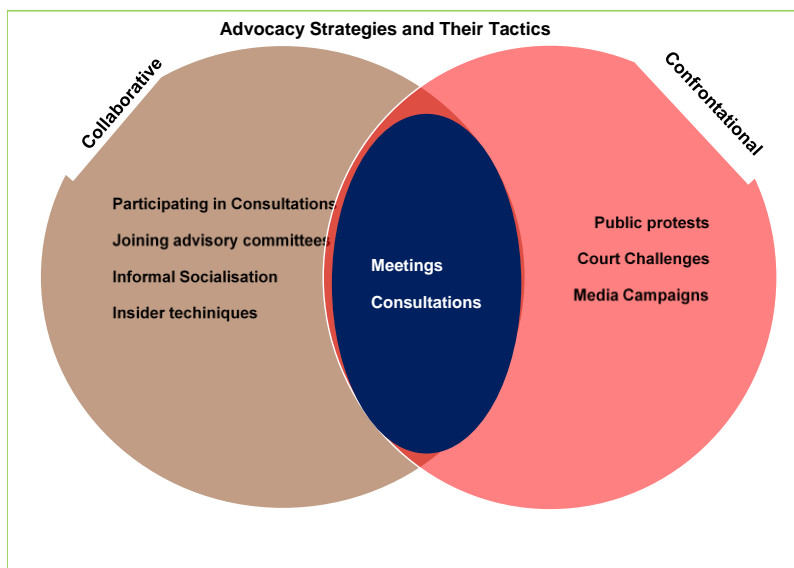 Advocacy Strategies and Their Tactics
Collaborative
Confrontational
Participating in Consultations
Joining advisory committees
Informal Socialisation
Insider techiniques
Meetings
Consultations
Public protests
Court Challenges
Media Campaigns